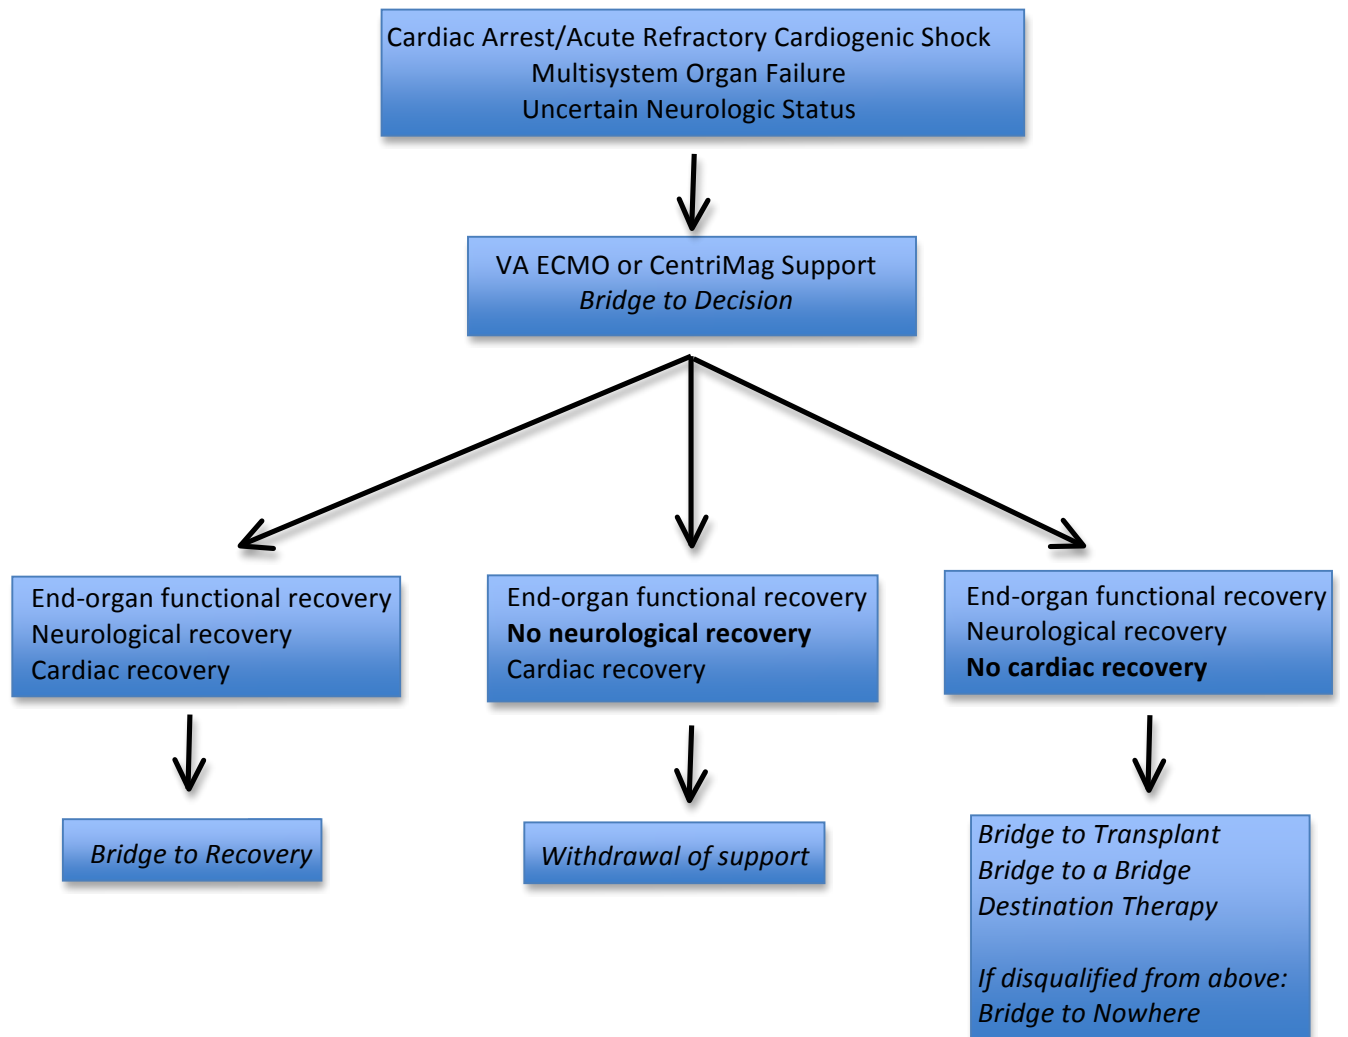 Cardiac Arrest/Acute Refractory Cardiogenic Shock
Multisystem Organ Failure
Uncertain Neurologic Status
VA ECMO or CentriMag Support
Bridge to Decision
End-organ functional recovery
Neurological recovery
Cardiac recovery
End-organ functional recovery
No neurological recovery
Cardiac recovery
End-organ functional recovery
Neurological recovery
No cardiac recovery
Bridge to Recovery
Withdrawal of support
Bridge to Transplant
Bridge to a Bridge
Destination Therapy
If disqualified from above:
Bridge to Nowhere